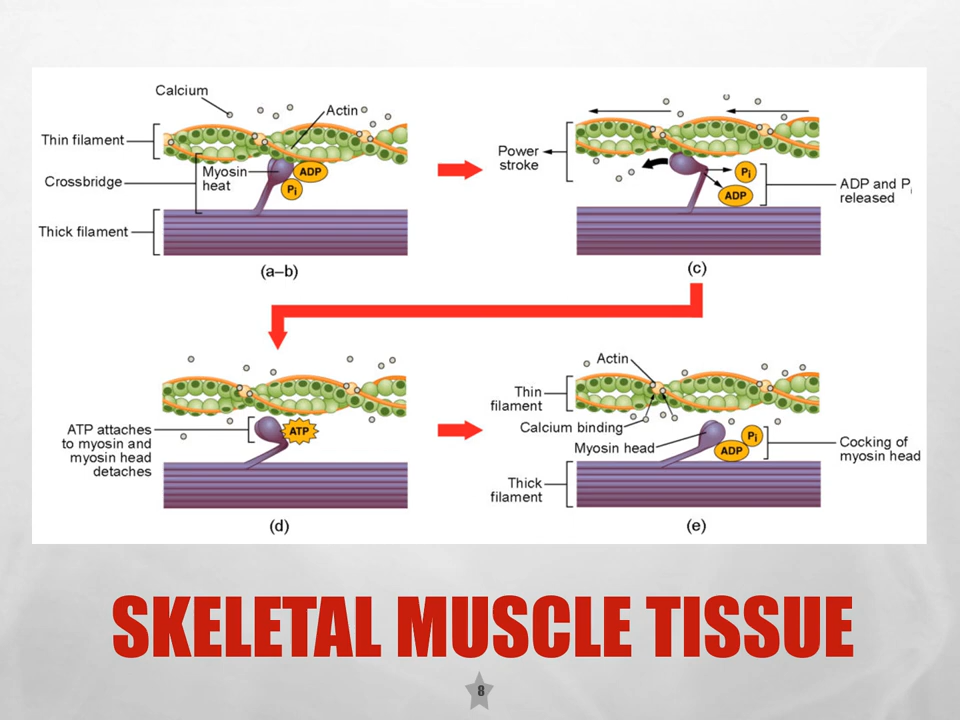 Calcium
Actin
Thin filament
Crossbridge
Myosin
heat
ADP
Pi
Thick filament
(a–b)
Power
stroke
Pi
ADP
ADP and Pi
released
(c)
ATP attaches
to myosin and
myosin head
detaches
ATP
(d)
Actin
Thin
filament
Calcium binding
Myosin head
Pi
ADP
Cocking of
myosin head
Thick
filament
(e)
SKELETAL MUSCLE TISSUE
8